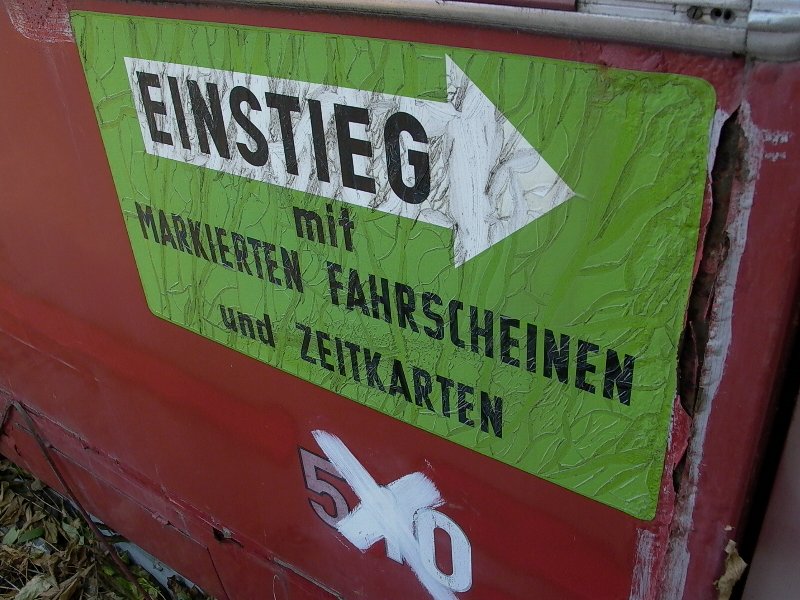 EINSTIEG
mit
MARKIERTEN FAHRSCHEINEN
und ZEITKARTEN